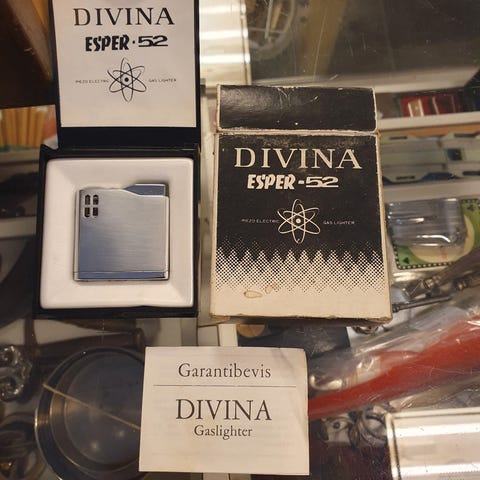 DIVINA
ESPER-52
PIEZO ELECTRIC GAS LIGHTER
DIVINA
ESPER-52
PIEZO ELECTRIC GAS LIGHTER
Garantibevis
DIVINA
Gaslighter